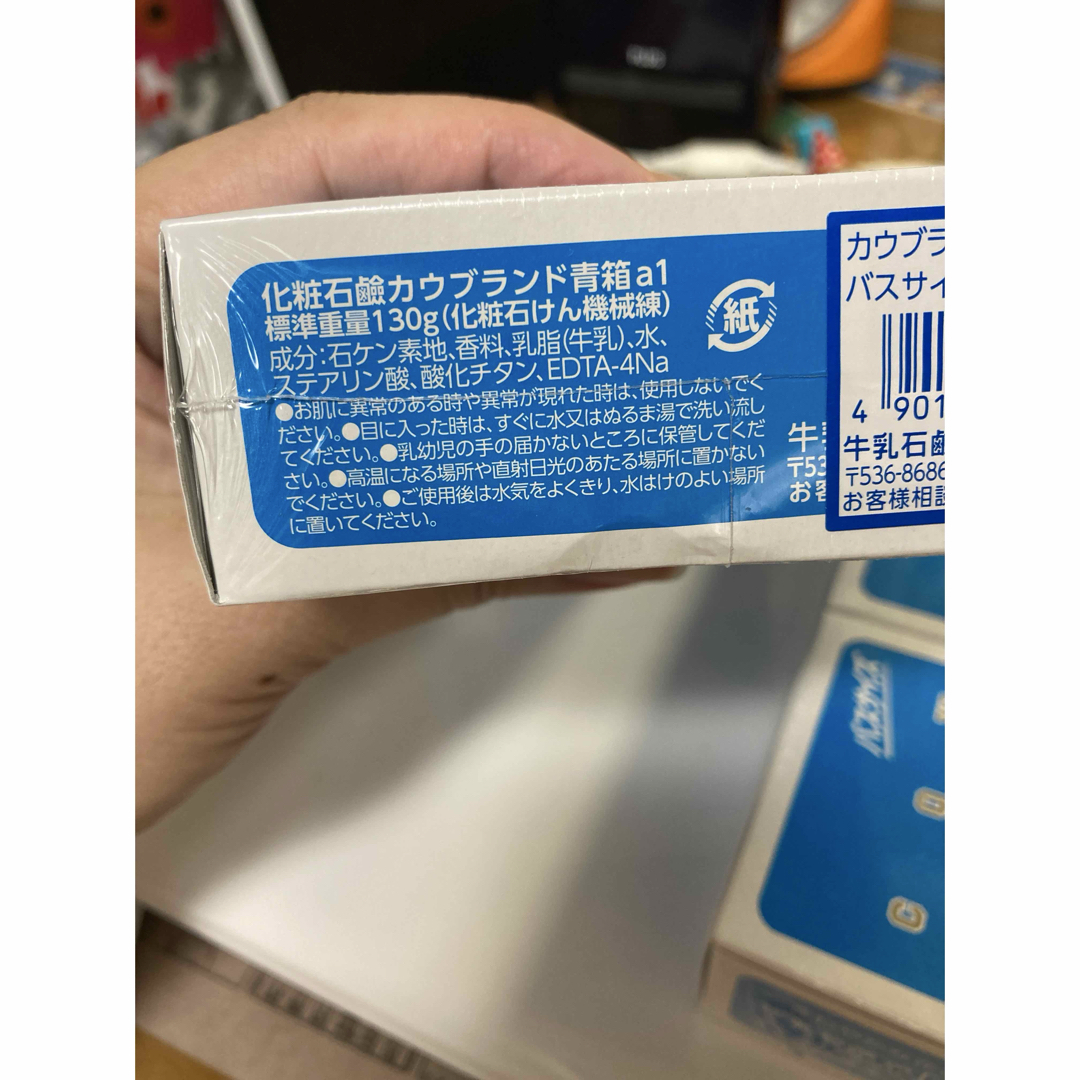 化粧石鹼カウブランド青箱a1
標準重量130g(化粧石けん機械練)
成分:石ケン素地、香料、乳脂(牛乳)、水、
ステアリン酸、酸化チタン、EDTA-4Na
●お肌に異常のある時や異常が現れた時は、使用しないでく
ださい。●目に入った時は、すぐに水又はぬるま湯で洗い流し
てください。●乳幼児の手の届かないところに保管してくだ
さい。●高温になる場所や直射日光のあたる場所に置かない
でください。●ご使用後は水気をよくきり、水はけのよい場所
に置いてください。
紙
牛
〒53
お客
カウブラ
バスサイ
4 901
牛乳石鹼
〒536-8686
お客様相談
バスサイズ
C O